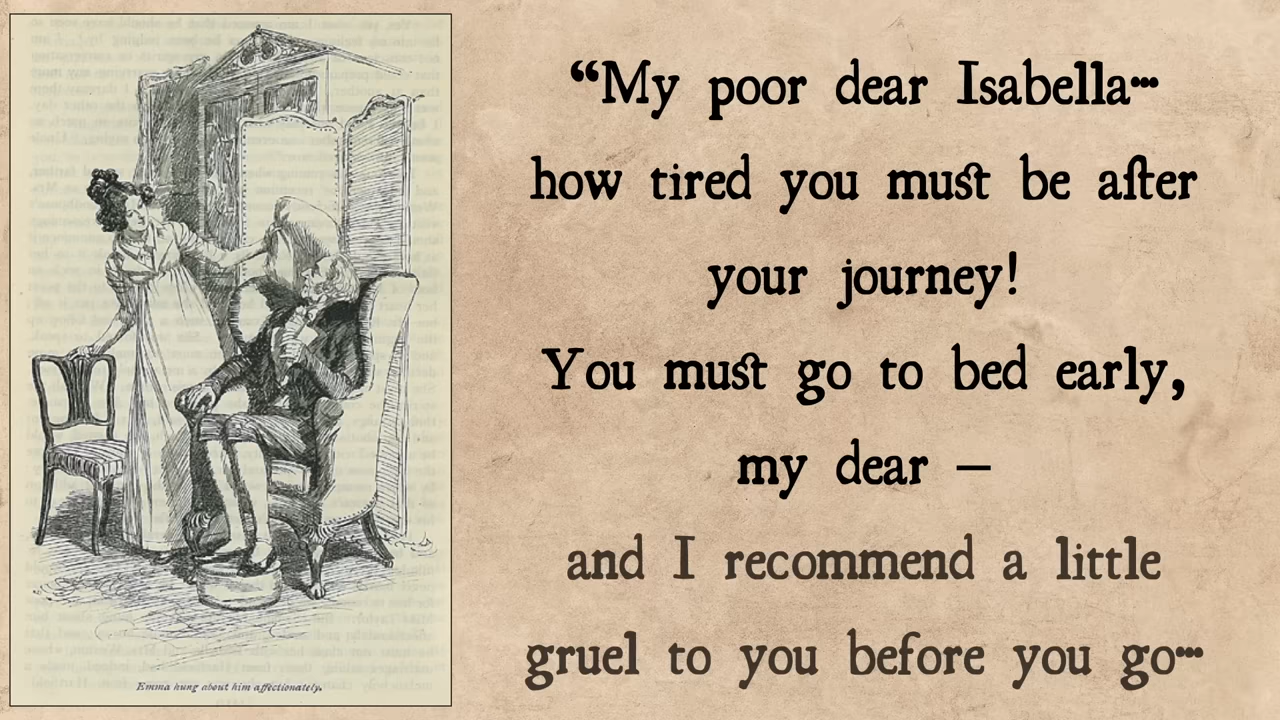 “My poor dear Isabella…
how tired you must be after
your journey!
You must go to bed early,
my dear —
and I recommend a little
gruel to you before you go…
Emma hung about him affectionately.